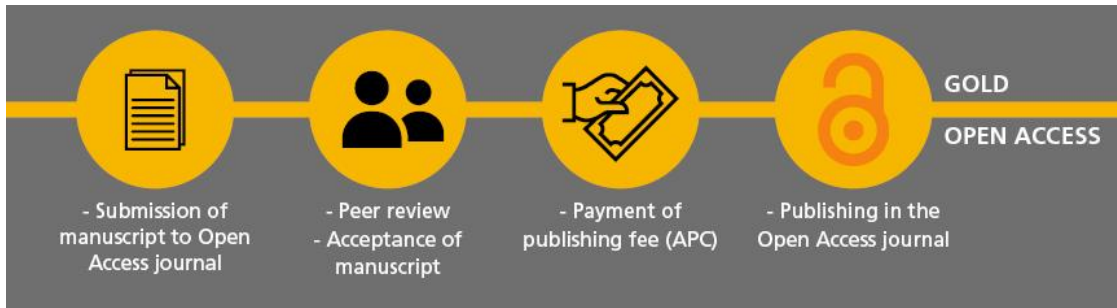 GOLD
OPEN ACCESS
- Submission of
manuscript to Open
Access journal
- Peer review
- Acceptance of
manuscript
- Payment of
publishing fee (APC)
- Publishing in the
Open Access journal